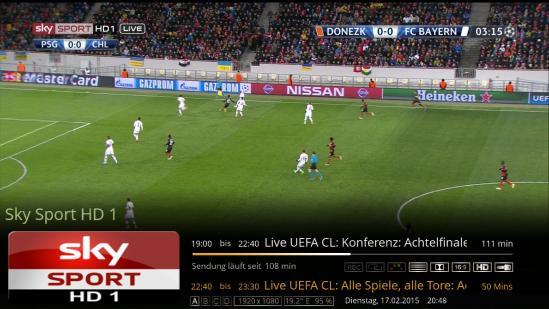 sky SPORT HD 1 LIVE
DONEZK 0-0 FC BAYERN 03:15
PSG 0:0 CHL
GAZPROM GAZPROM NISSAN Heineken
Sky Sport HD 1
sky
SPORT
HD 1
19:00 bis 22:40 Live UEFA CL: Konferenz: Achtelfinale 111 min
Sendung läuft seit 108 min
REC 16:9 HD
22:40 bis 23:30 Live UEFA CL: Alle Spiele, alle Tore: A 50 Mins
A B C D 1920 x 1080 19.2° E 95 % Dienstag, 17.02.2015 20:48